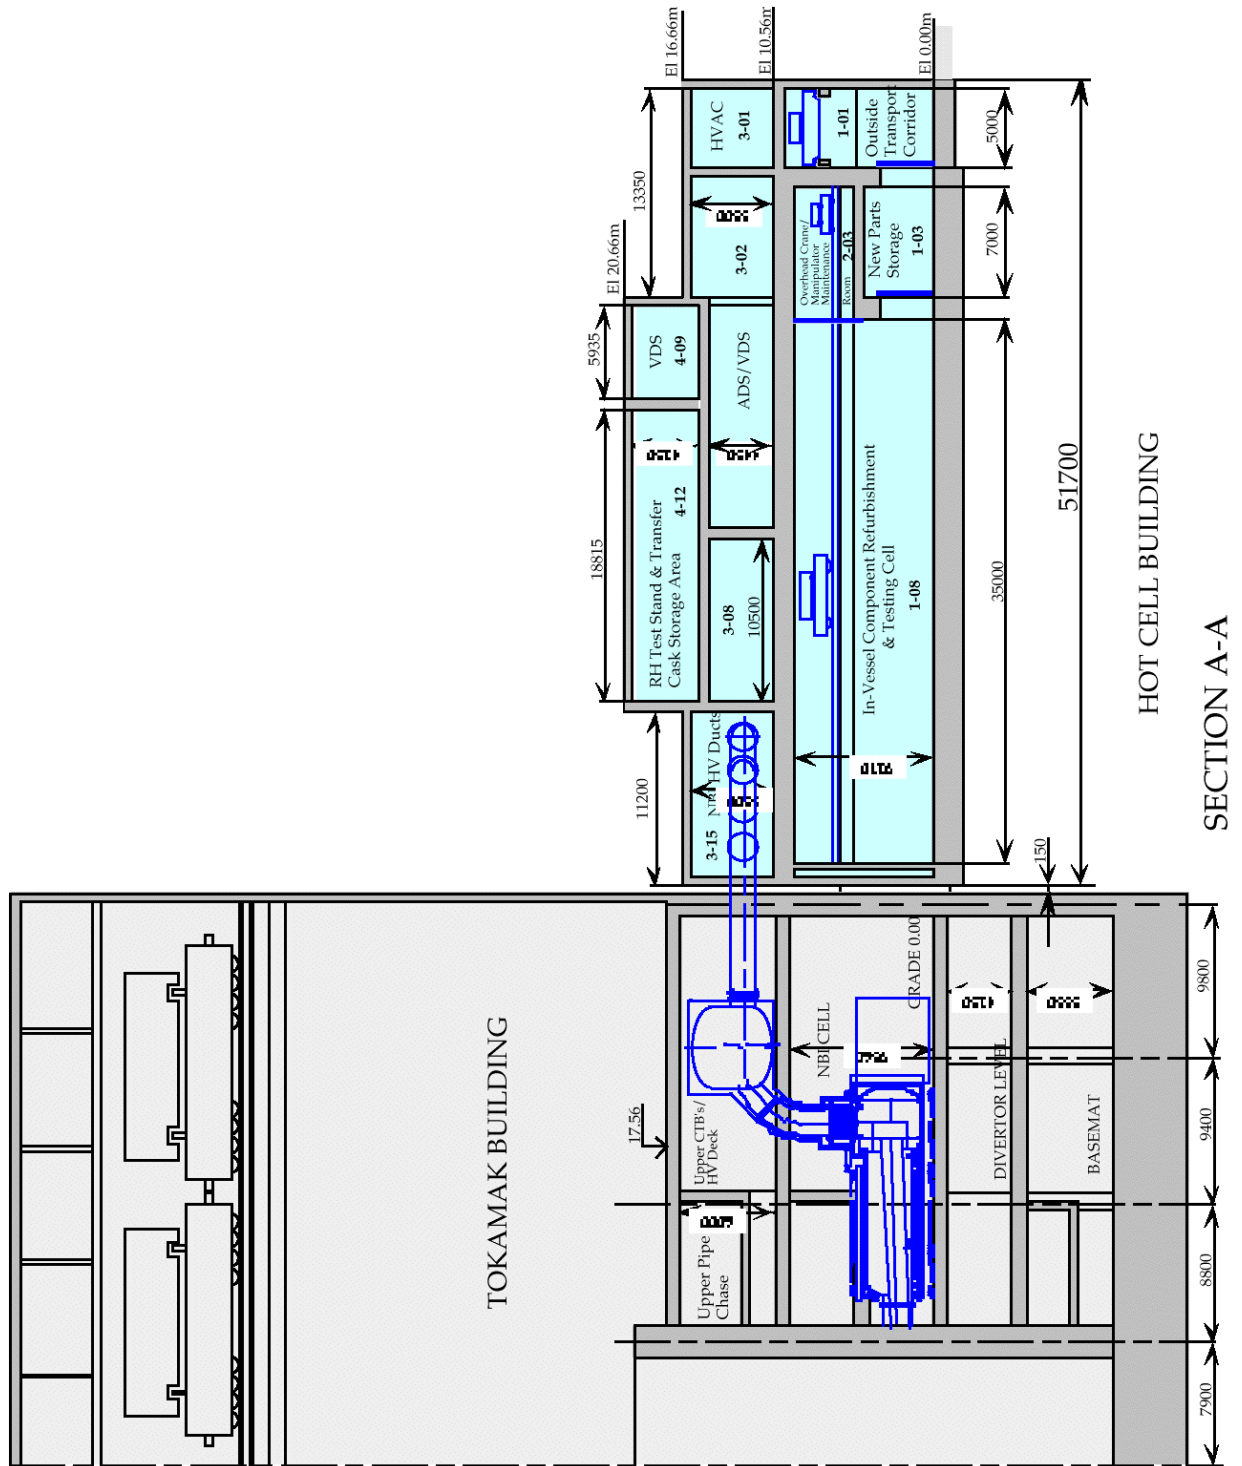 El 16.66m
El 10.56m
El 0.00m
El 20.66m
13350
5935
18815
11200
HVAC
3-01
3-02
VDS
4-09
ADS/VDS
RH Test Stand & Transfer
Cask Storage Area
4-12
3-08
10500
3-15
HV Ducts
1-01
Outside
Transport
Corridor
Overhead Crane/
Manipulator
Maintenance
Room
2-03
New Parts
Storage
1-03
In-Vessel Component Refurbishment
& Testing Cell
1-08
5000
7000
35000
51700
150
HOT CELL BUILDING
SECTION A-A
TOKAMAK BUILDING
17.56
Upper CTB's/
HV Deck
Upper Pipe
Chase
NBI CELL
GRADE 0.00
DIVERTOR LEVEL
BASEMAT
9800
9400
8800
7900